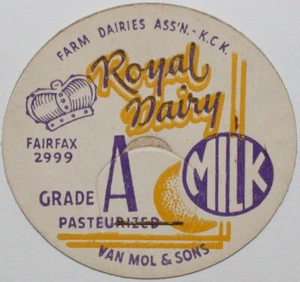 FARM DAIRIES ASS'N. - K.C.K.
Royal
Dairy
FAIRFAX
2999
MILK
GRADE A
PASTEURIZED
VAN MOL & SONS